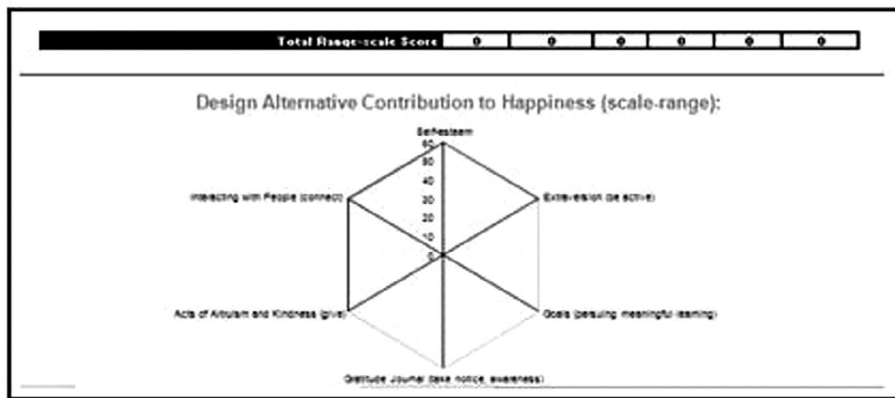 Total Range-scale Score 0 0 0 0 0 0
Design Alternative Contribution to Happiness (scale-range):
Self-esteem
60
50
40
30
20
10
0
Interacting with People (connect)
Extraversion (be active)
Acts of Altruism and Kindness (give)
Goals (persuing meaningful learning)
Gratitude Journal (take notice, awareness)